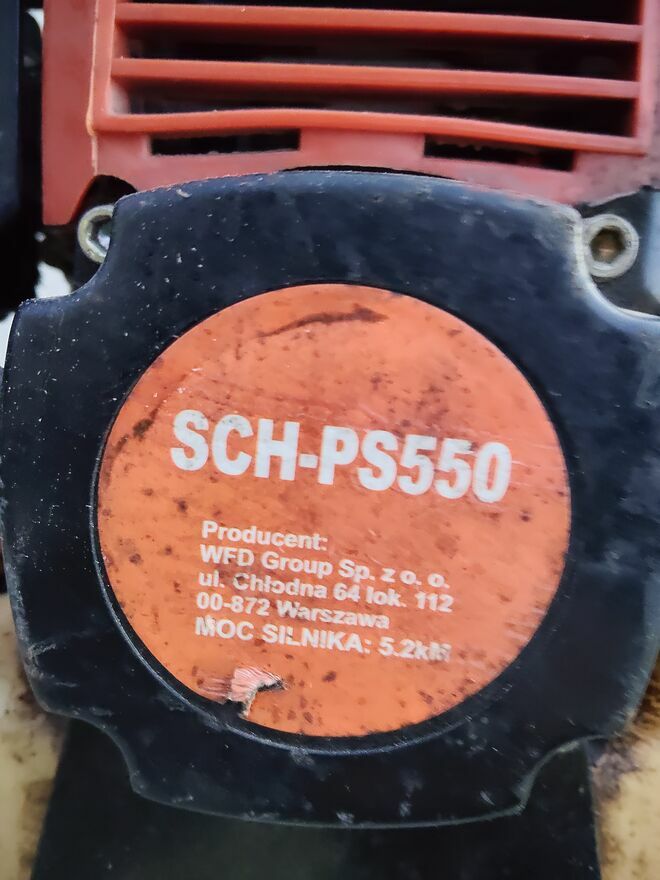 SCH-PS550
Producent:
WFD Group Sp. z o. o.
ul. Chłodna 64 lok. 112
00-872 Warszawa
MOC SILNIKA: 5.2kM